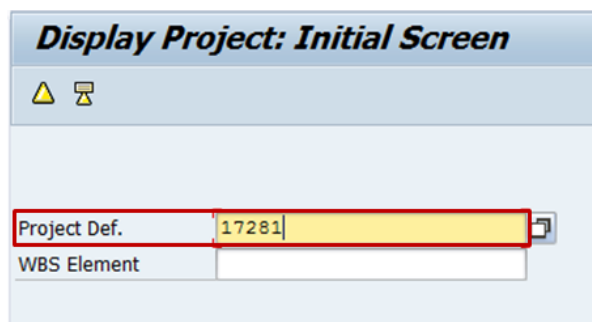 Display Project: Initial Screen
Project Def.
17281
WBS Element